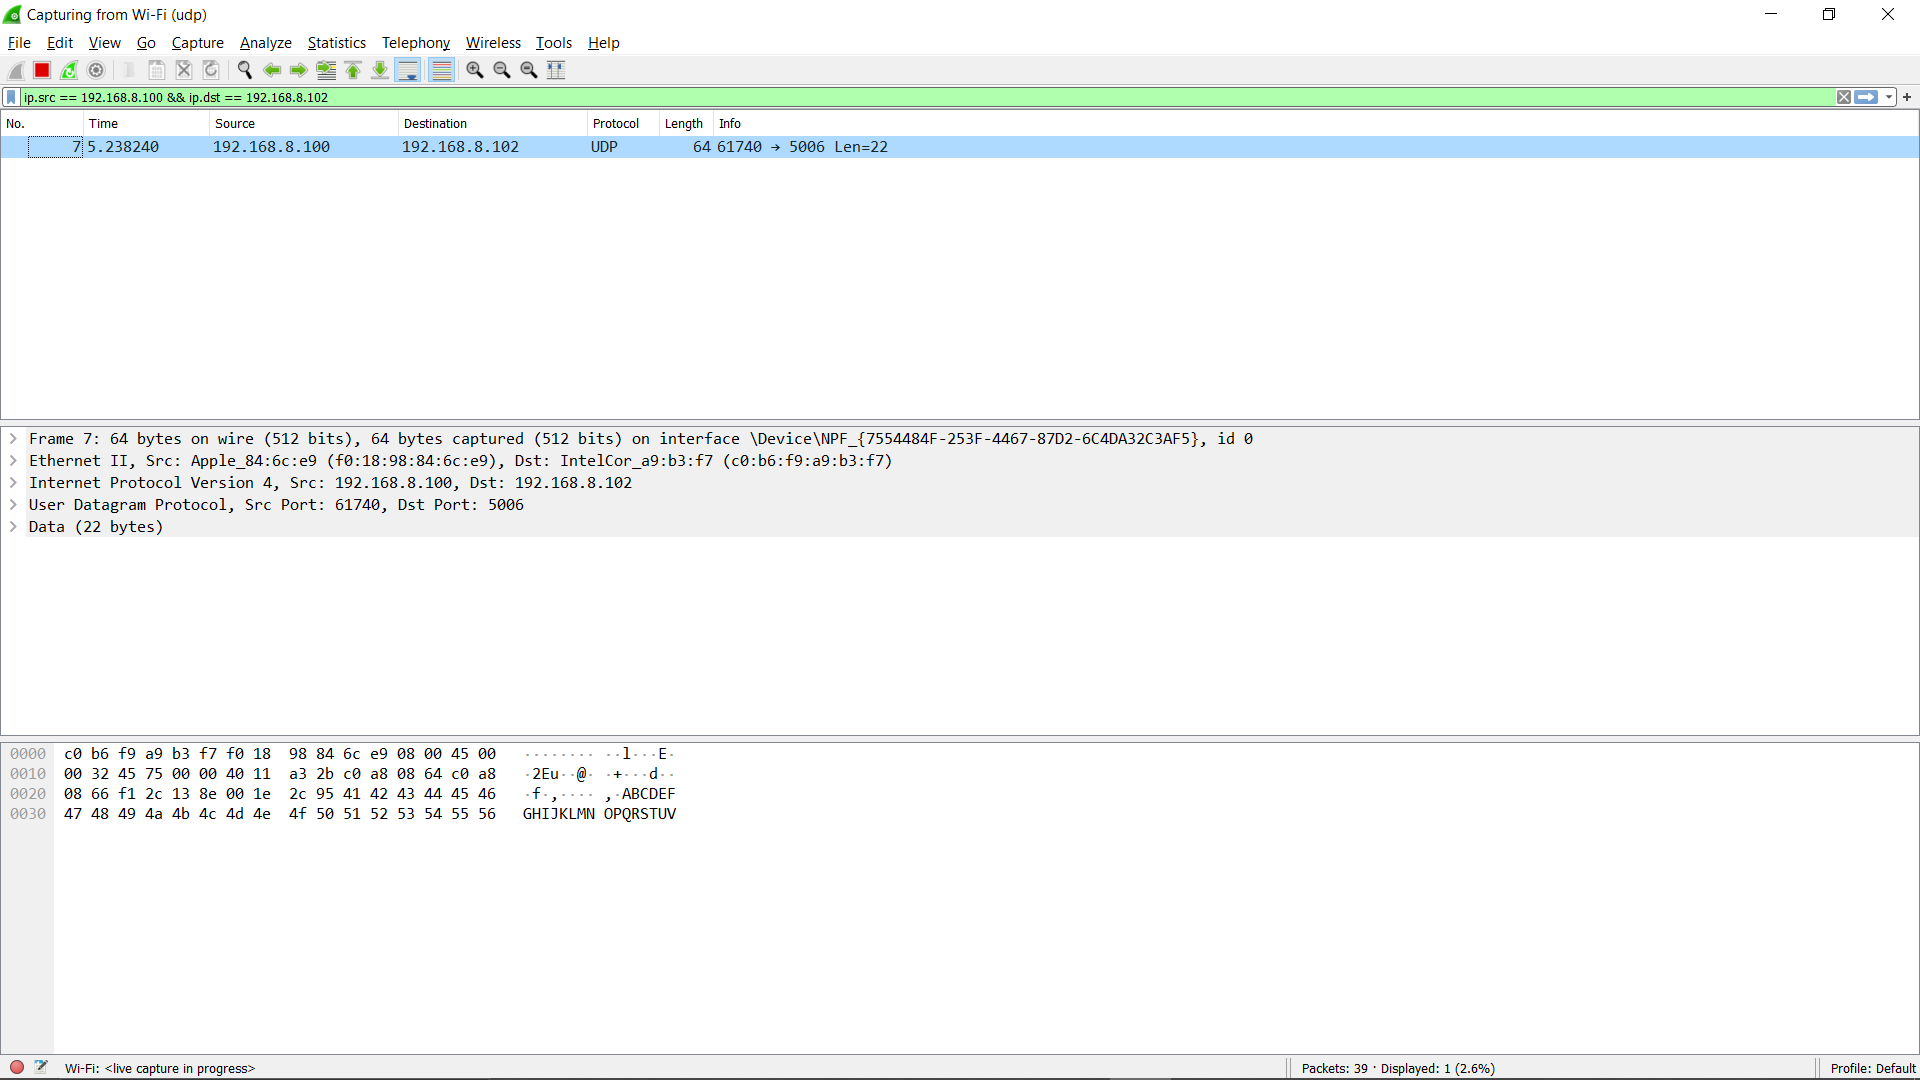 Capturing from Wi-Fi (udp)
File Edit View Go Capture Analyze Statistics Telephony Wireless Tools Help
ip.src == 192.168.8.100 && ip.dst == 192.168.8.102
No. Time Source Destination Protocol Length Info
7 5.238240 192.168.8.100 192.168.8.102 UDP 64 61740 → 5006 Len=22
Frame 7: 64 bytes on wire (512 bits), 64 bytes captured (512 bits) on interface \Device\NPF_{7554484F-253F-4467-87D2-6C4DA32C3AF5}, id 0
Ethernet II, Src: Apple_84:6c:e9 (f0:18:98:84:6c:e9), Dst: IntelCor_a9:b3:f7 (c0:b6:f9:a9:b3:f7)
Internet Protocol Version 4, Src: 192.168.8.100, Dst: 192.168.8.102
User Datagram Protocol, Src Port: 61740, Dst Port: 5006
Data (22 bytes)
0000 c0 b6 f9 a9 b3 f7 f0 18 98 84 6c e9 08 00 45 00 ········ ··l···E·
0010 00 32 45 75 00 00 40 11 a3 2b c0 a8 08 64 c0 a8 ·2Eu··@· ·+···d··
0020 08 66 f1 2c 13 8e 00 1e 2c 95 41 42 43 44 45 46 ·f·,···· ,·ABCDEF
0030 47 48 49 4a 4b 4c 4d 4e 4f 50 51 52 53 54 55 56 GHIJKLMN OPQRSTUV
Wi-Fi: <live capture in progress> Packets: 39 · Displayed: 1 (2.6%) Profile: Default